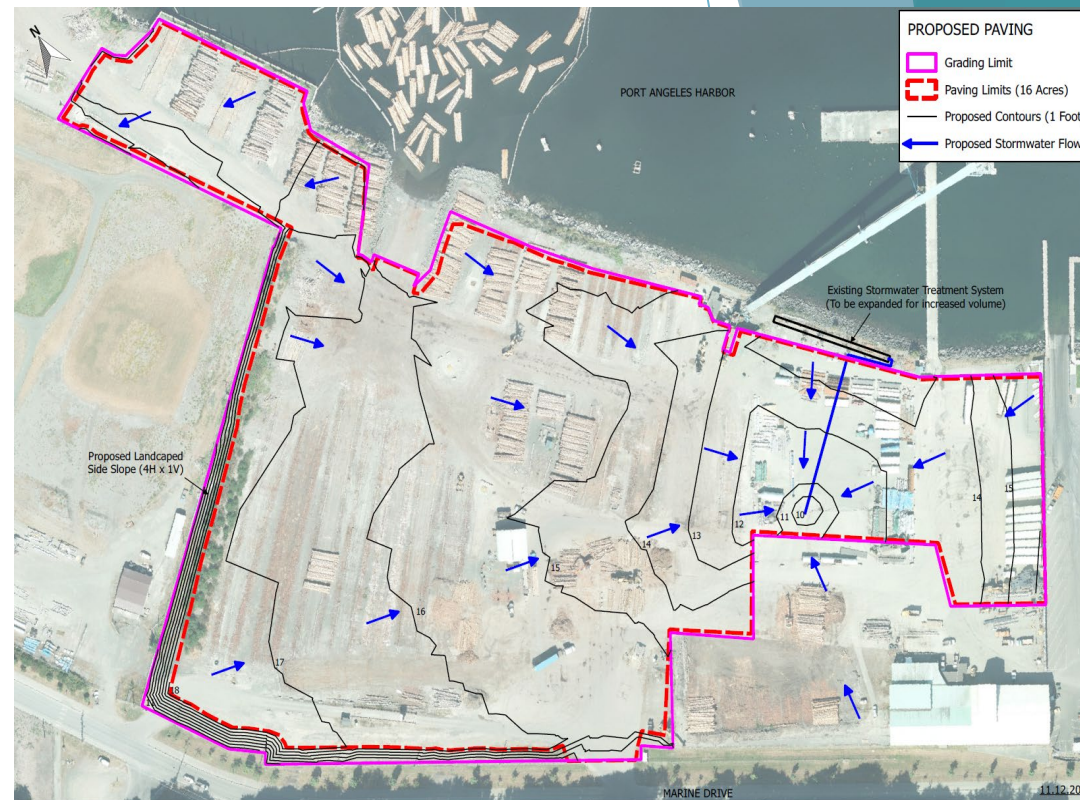 N
PROPOSED PAVING
Grading Limit
Paving Limits (16 Acres)
Proposed Contours (1 Foot
Proposed Stormwater Flow
PORT ANGELES HARBOR
Existing Stormwater Treatment System
(To be expanded for increased volume)
Proposed Landcaped
Side Slope (4H x 1V)
14
15
12
11
10
13
14
15
16
17
18
MARINE DRIVE
11.12.20